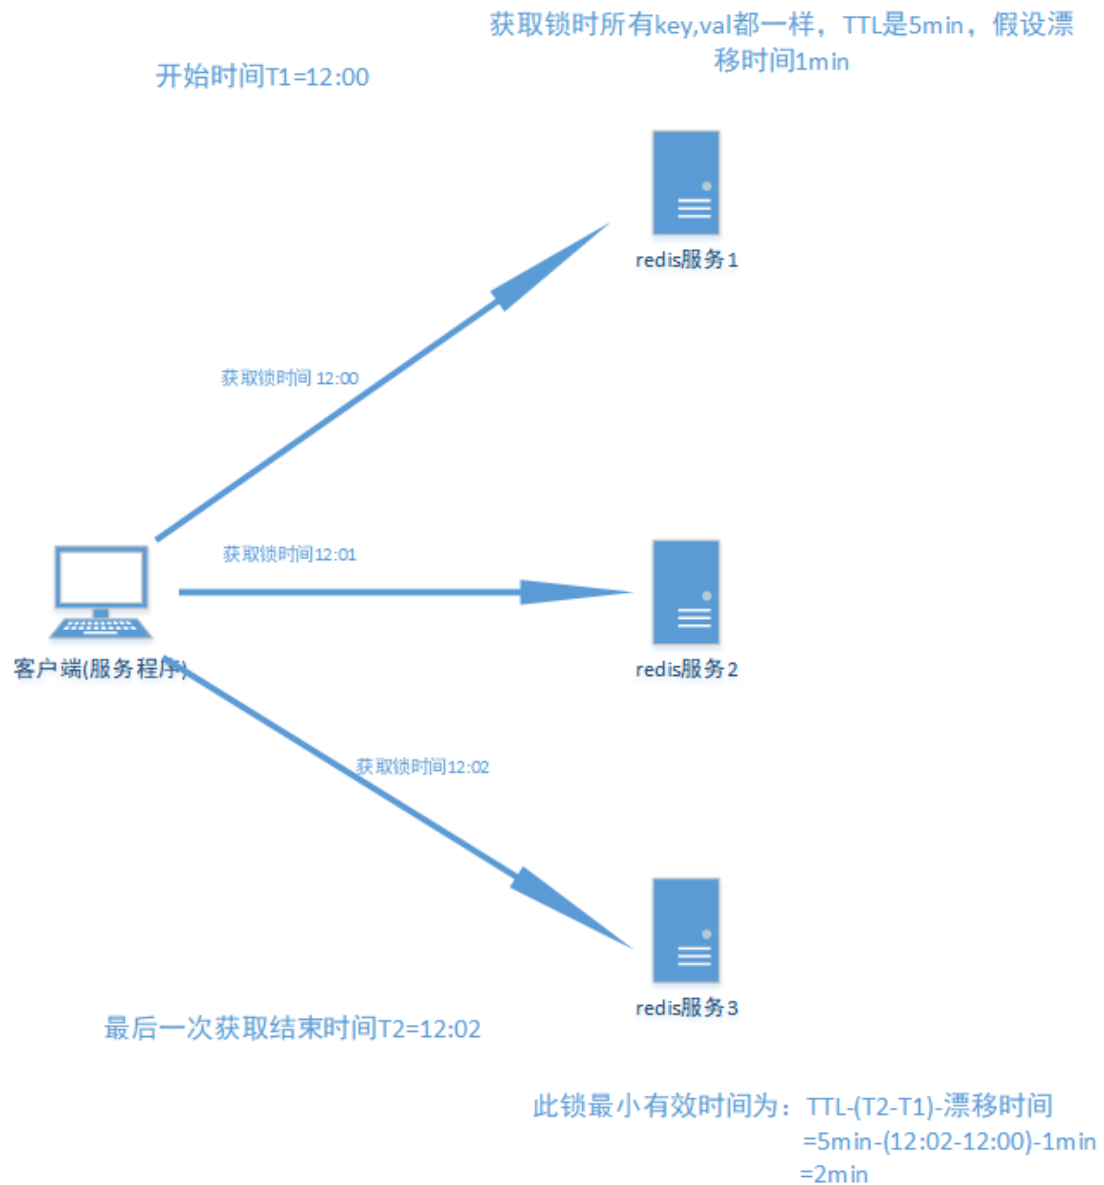 获取锁时所有key,val都一样，TTL是5min，假设漂
移时间1min
开始时间T1=12:00
redis服务1
获取锁时间 12:00
获取锁时间12:01
客户端(服务程序)
redis服务2
获取锁时间12:02
redis服务3
最后一次获取结束时间T2=12:02
此锁最小有效时间为：TTL-(T2-T1)-漂移时间
=5min-(12:02-12:00)-1min
=2min